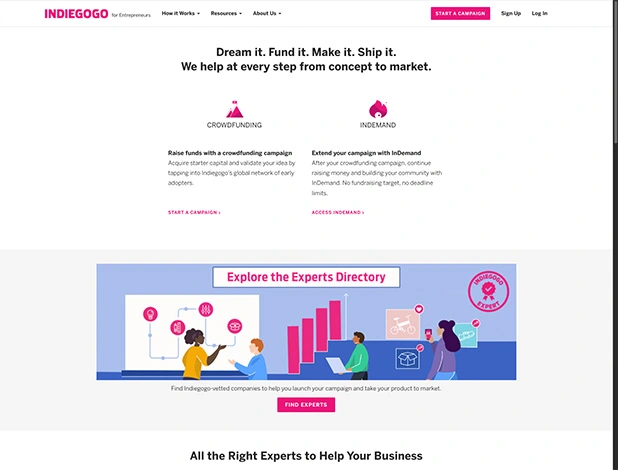 INDIEGOGO for Entrepreneurs How it Works Resources About Us START A CAMPAIGN Sign Up Log In
Dream it. Fund it. Make it. Ship it.
We help at every step from concept to market.
CROWDFUNDING
Raise funds with a crowdfunding campaign
Acquire starter capital and validate your idea by
tapping into Indiegogo's global network of early
adopters.
START A CAMPAIGN ›
INDEMAND
Extend your campaign with InDemand
After your crowdfunding campaign, continue
raising money and building your community with
InDemand. No fundraising target, no deadline
limits.
ACCESS INDEMAND ›
Explore the Experts Directory
INDIEGOGO
EXPERT
Find Indiegogo-vetted companies to help you launch your campaign and take your product to market.
FIND EXPERTS
All the Right Experts to Help Your Business